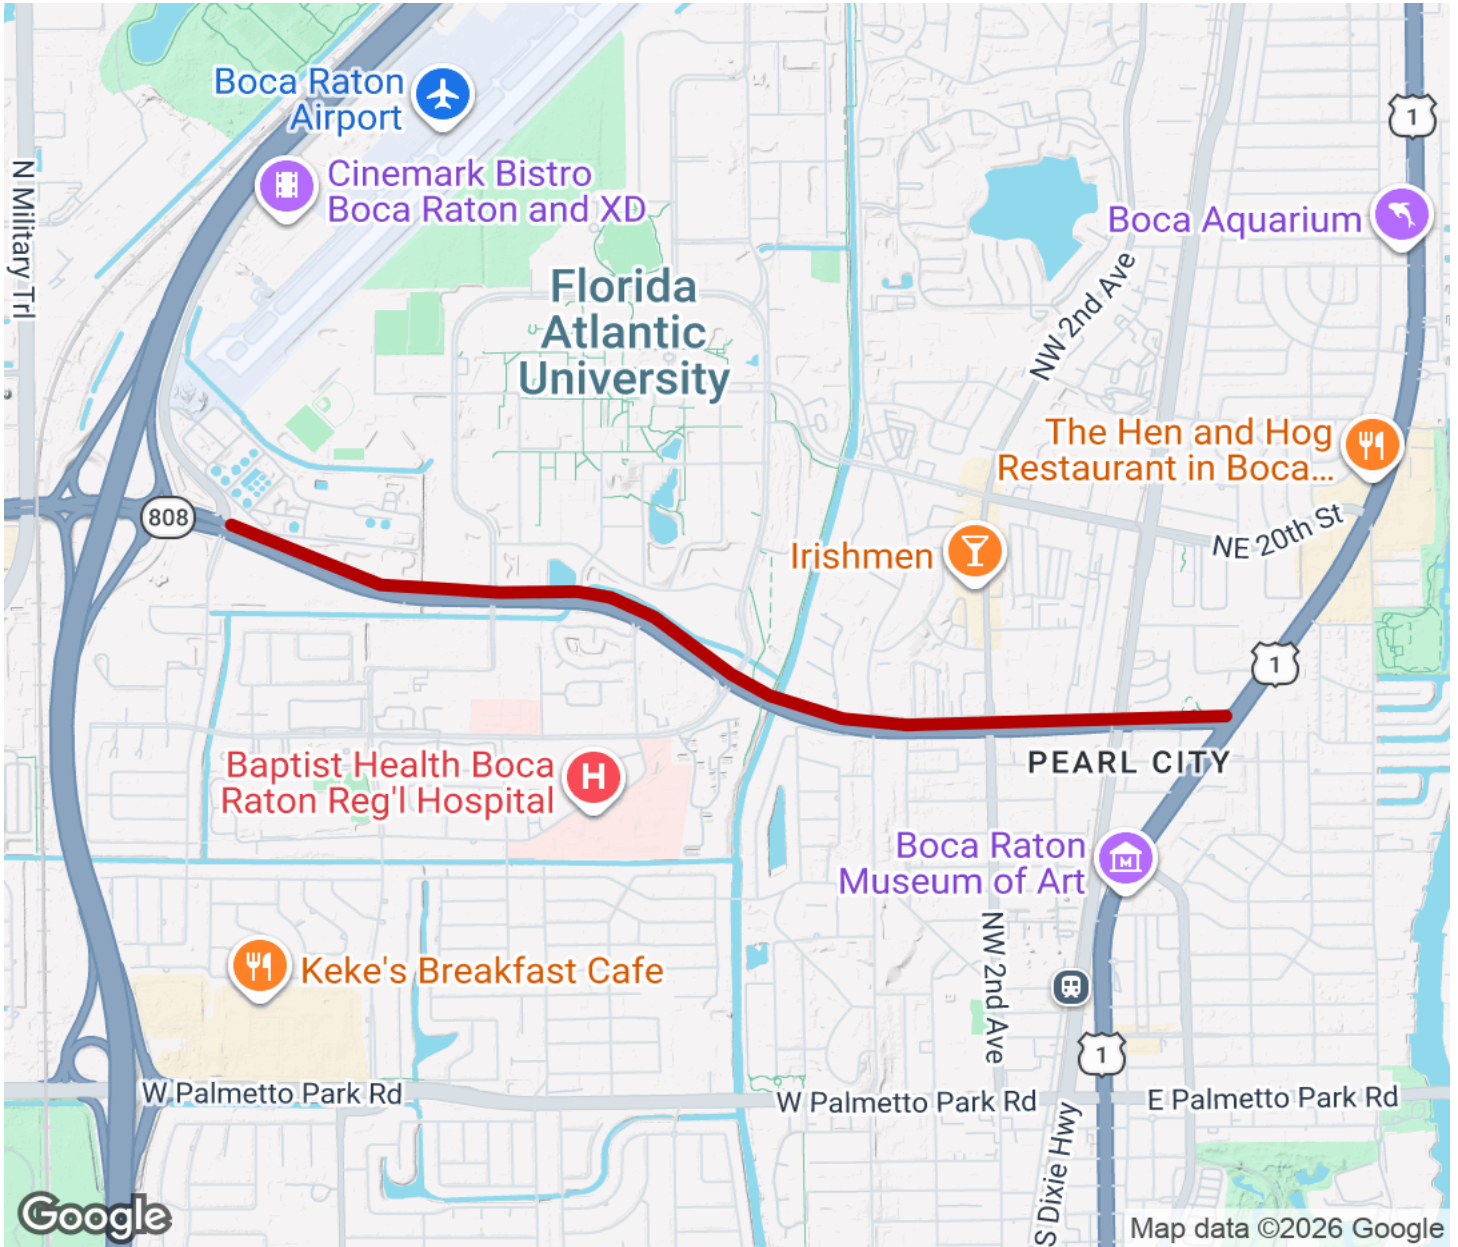 Boca Raton
Airport
1
Cinemark Bistro
Boca Raton and XD
N Military Trl
Boca Aquarium
Florida
Atlantic
University
NW 2nd Ave
The Hen and Hog
Restaurant in Boca...
808
NE 20th St
Irishmen
1
PEARL CITY
Baptist Health Boca
Raton Reg'l Hospital
H
Boca Raton
Museum of Art
M
NW 2nd Ave
Keke's Breakfast Cafe
1
W Palmetto Park Rd
W Palmetto Park Rd
E Palmetto Park Rd
S Dixie Hwy
Google
Map data ©2026 Google